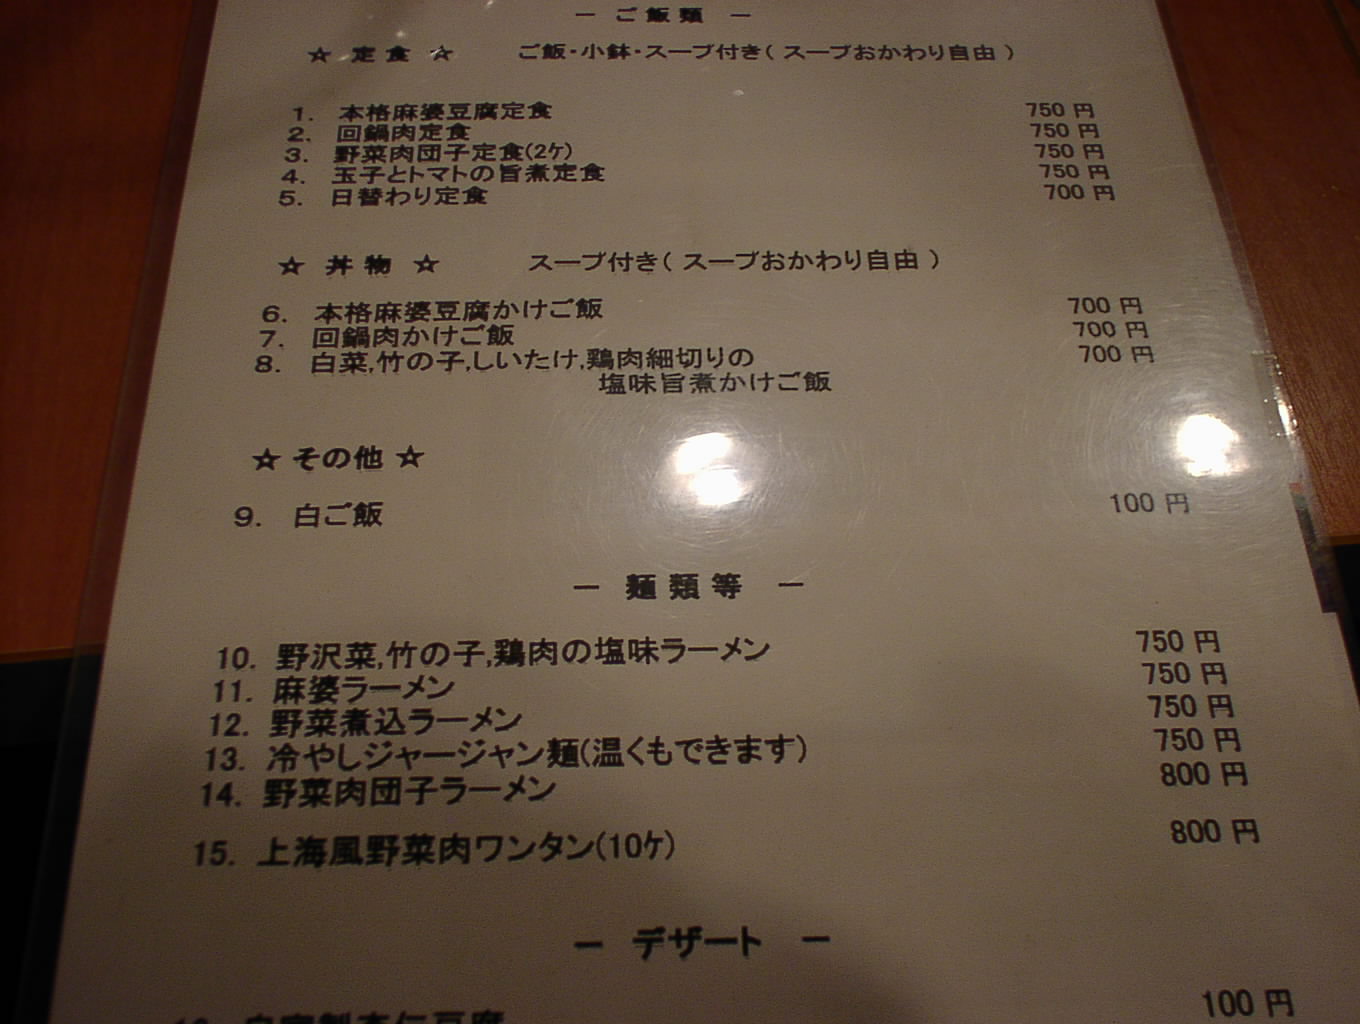 － ご 飯 類 －
☆ 定 食 ☆ ご飯・小鉢・スープ付き( スープおかわり自由 )
1. 本格麻婆豆腐定食 750 円
2. 回鍋肉定食 750 円
3. 野菜肉団子定食(2ケ) 750 円
4. 玉子とトマトの旨煮定食 750 円
5. 日替わり定食 700 円
☆ 丼 物 ☆ スープ付き( スープおかわり自由 )
6. 本格麻婆豆腐かけご飯 700 円
7. 回鍋肉かけご飯 700 円
8. 白菜,竹の子,しいたけ,鶏肉細切りの 700 円
塩味旨煮かけご飯
☆ その他 ☆
9. 白ご飯 100 円
－ 麺 類 等 －
10. 野沢菜,竹の子,鶏肉の塩味ラーメン 750 円
11. 麻婆ラーメン 750 円
12. 野菜煮込ラーメン 750 円
13. 冷やしジャージャン麺(温くもできます) 750 円
14. 野菜肉団子ラーメン 800 円
15. 上海風野菜肉ワンタン(10ケ) 800 円
－ デザート －
16. 自家製杏仁豆腐 100 円